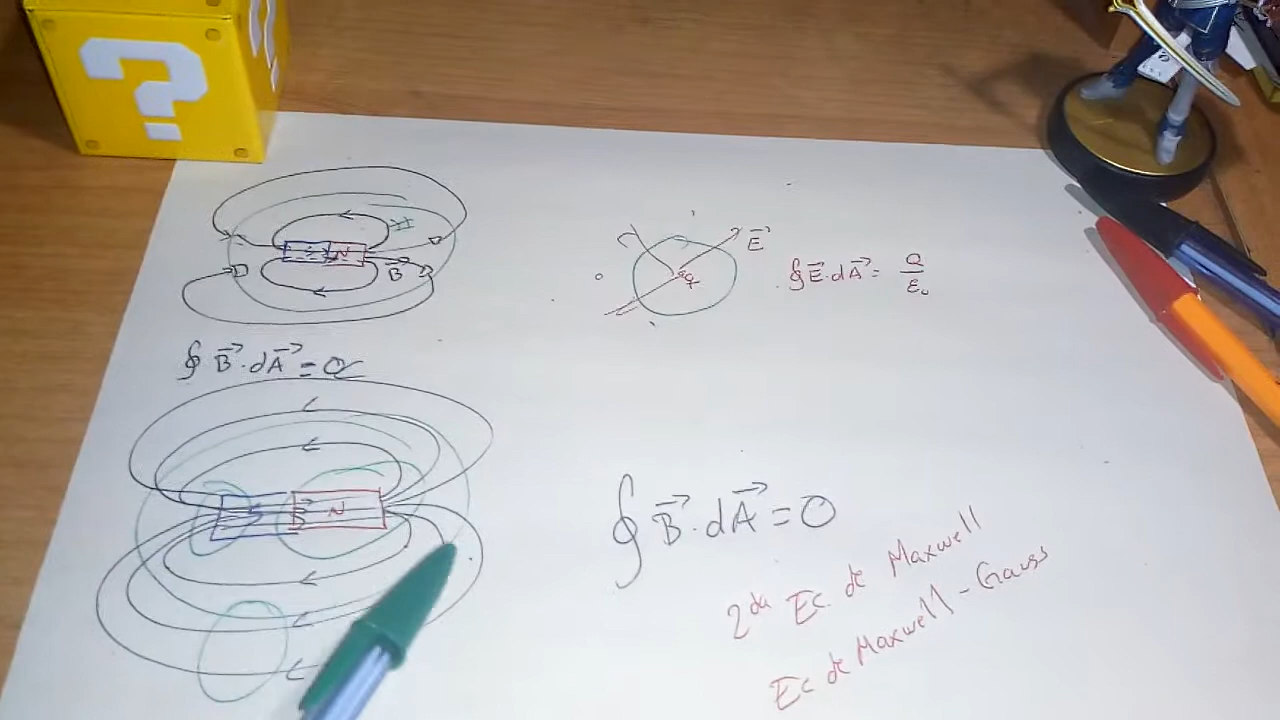 ?
S N
B⃗
E⃗
q
∮E⃗·dA⃗ = Q/ε₀
∮B⃗·dA⃗ = 0
S N
∮B⃗·dA⃗ = 0
2da Ec. de Maxwell
Ec de Maxwell-Gauss